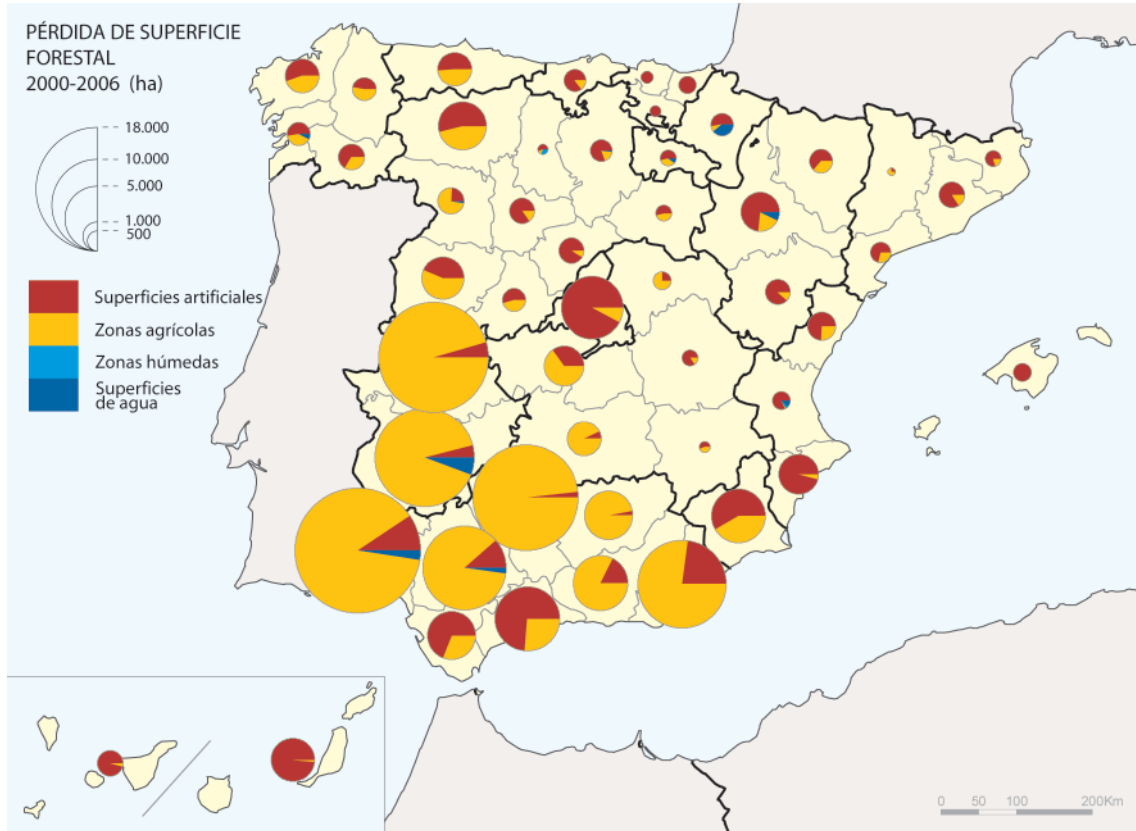 PÉRDIDA DE SUPERFICIE
FORESTAL
2000-2006 (ha)
18.000
10.000
5.000
1.000
500
Superficies artificiales
Zonas agrícolas
Zonas húmedas
Superficies
de agua
0 50 100 200Km